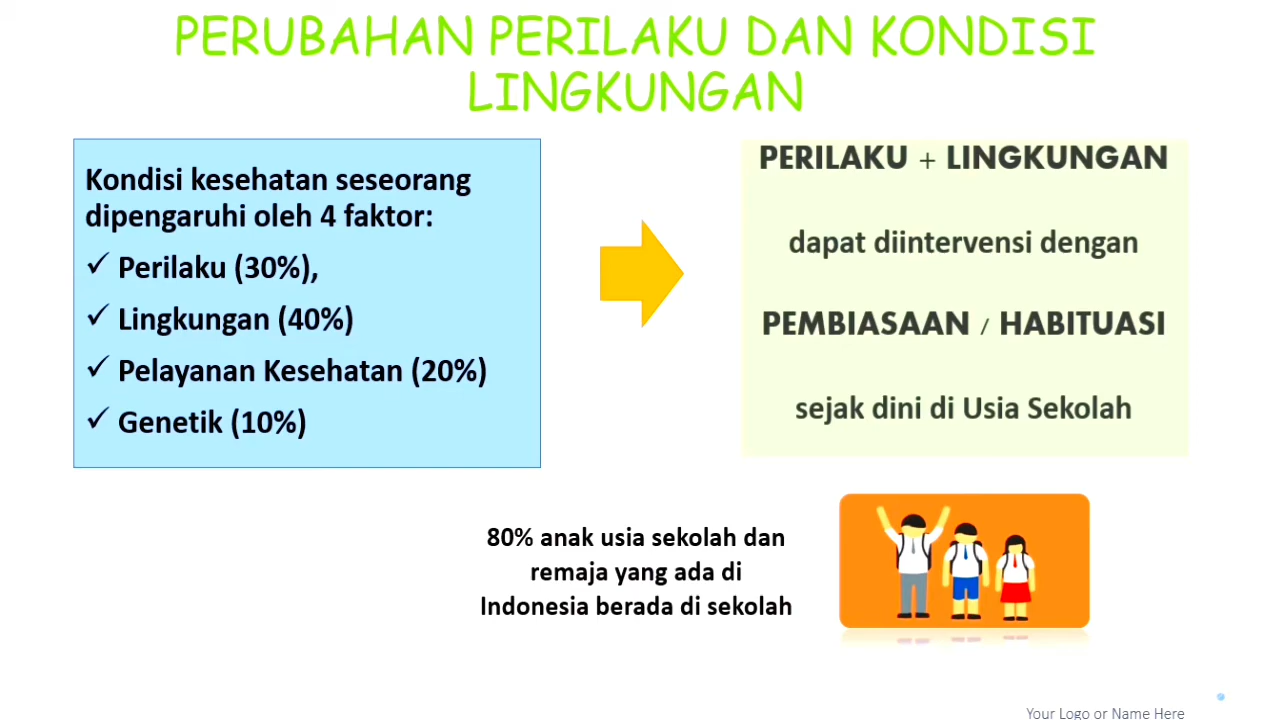 PERUBAHAN PERILAKU DAN KONDISI
LINGKUNGAN
Kondisi kesehatan seseorang
dipengaruhi oleh 4 faktor:
✓ Perilaku (30%),
✓ Lingkungan (40%)
✓ Pelayanan Kesehatan (20%)
✓ Genetik (10%)
PERILAKU + LINGKUNGAN
dapat diintervensi dengan
PEMBIASAAN / HABITUASI
sejak dini di Usia Sekolah
80% anak usia sekolah dan
remaja yang ada di
Indonesia berada di sekolah
Your Logo or Name Here